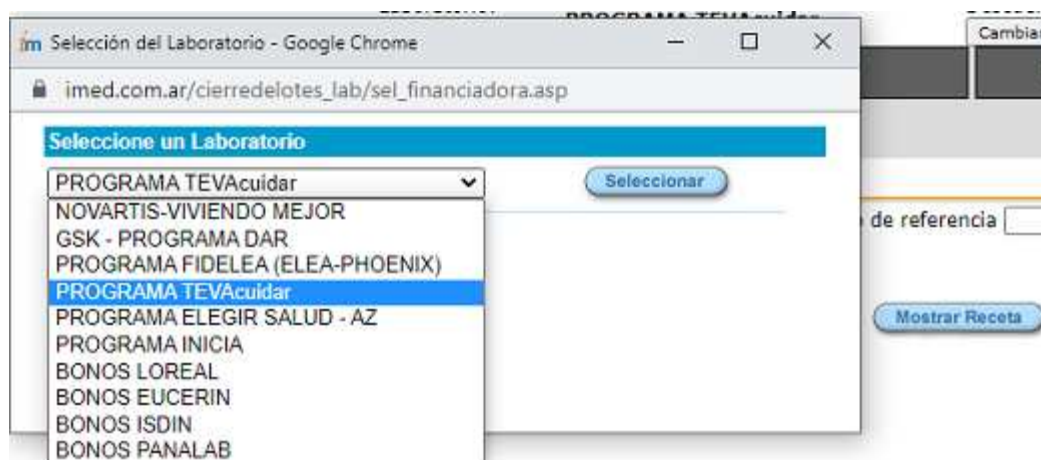 PROGRAMA TEVAcuidar
Selección del Laboratorio - Google Chrome
Cambiar
imed.com.ar/cierredelotes_lab/sel_financiadora.asp
Seleccione un Laboratorio
PROGRAMA TEVAcuidar
Seleccionar
NOVARTIS-VIVIENDO MEJOR
GSK - PROGRAMA DAR
PROGRAMA FIDELEA (ELEA-PHOENIX)
PROGRAMA TEVAcuidar
PROGRAMA ELEGIR SALUD - AZ
PROGRAMA INICIA
BONOS LOREAL
BONOS EUCERIN
BONOS ISDIN
BONOS PANALAB
de referencia
Mostrar Receta